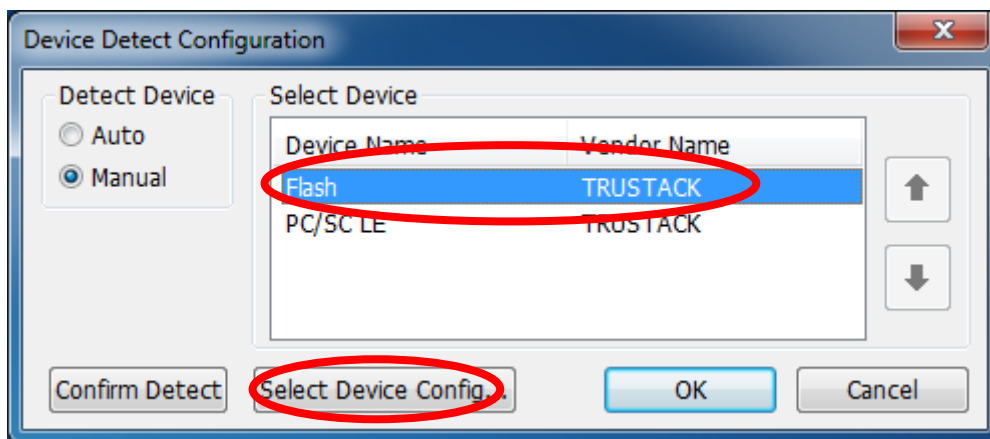 Device Detect Configuration
Detect Device
Auto
Manual
Select Device
Device Name Vendor Name
Flash TRUSTACK
PC/SC LE TRUSTACK
Confirm Detect Select Device Config... OK Cancel